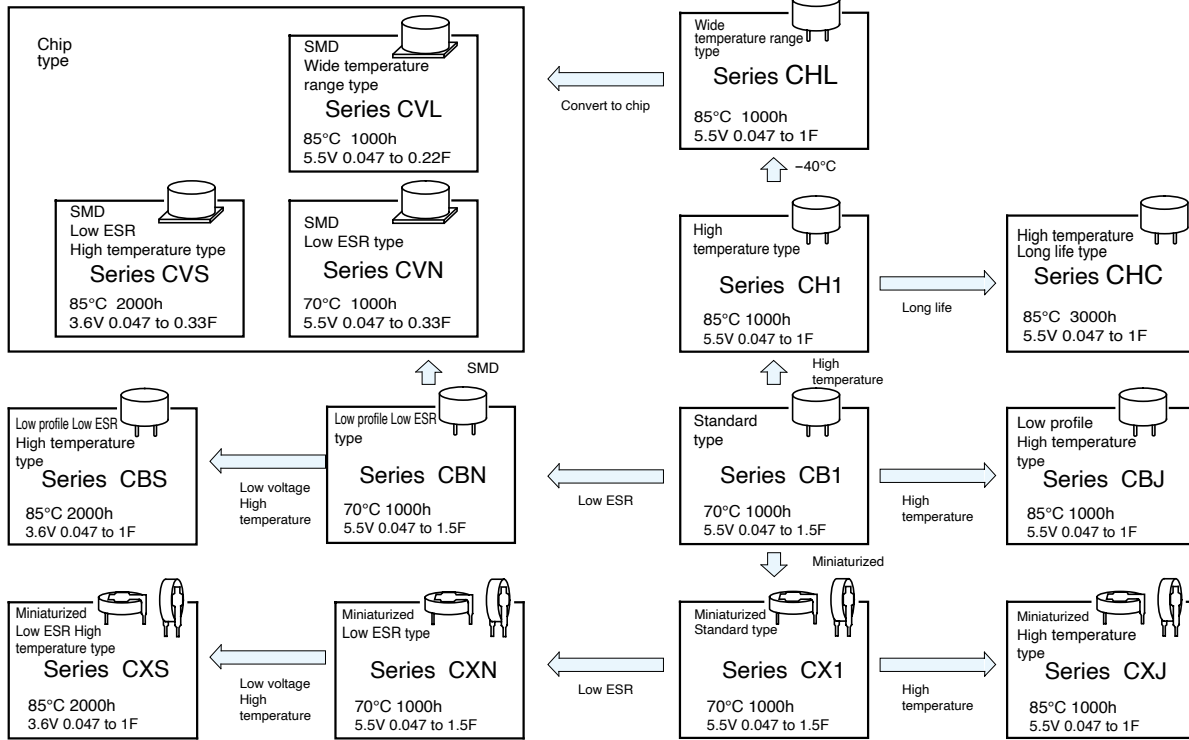 Chip
type
SMD
Wide temperature
range type
Series CVL
85°C 1000h
5.5V 0.047 to 0.22F
SMD
Low ESR
High temperature type
Series CVS
85°C 2000h
3.6V 0.047 to 0.33F
SMD
Low ESR type
Series CVN
70°C 1000h
5.5V 0.047 to 0.33F
Convert to chip
Wide
temperature range
type
Series CHL
85°C 1000h
5.5V 0.047 to 1F
−40°C
High
temperature type
Series CH1
85°C 1000h
5.5V 0.047 to 1F
Long life
High temperature
Long life type
Series CHC
85°C 3000h
5.5V 0.047 to 1F
SMD
High
temperature
Low profile Low ESR
High temperature
type
Series CBS
85°C 2000h
3.6V 0.047 to 1F
Low voltage
High
temperature
Low profile Low ESR
type
Series CBN
70°C 1000h
5.5V 0.047 to 1.5F
Low ESR
Standard
type
Series CB1
70°C 1000h
5.5V 0.047 to 1.5F
High
temperature
Low profile
High temperature
type
Series CBJ
85°C 1000h
5.5V 0.047 to 1F
Miniaturized
Miniaturized
Low ESR High
temperature type
Series CXS
85°C 2000h
3.6V 0.047 to 1F
Low voltage
High
temperature
Miniaturized
Low ESR type
Series CXN
70°C 1000h
5.5V 0.047 to 1.5F
Low ESR
Miniaturized
Standard type
Series CX1
70°C 1000h
5.5V 0.047 to 1.5F
High
temperature
Miniaturized
High temperature
type
Series CXJ
85°C 1000h
5.5V 0.047 to 1F